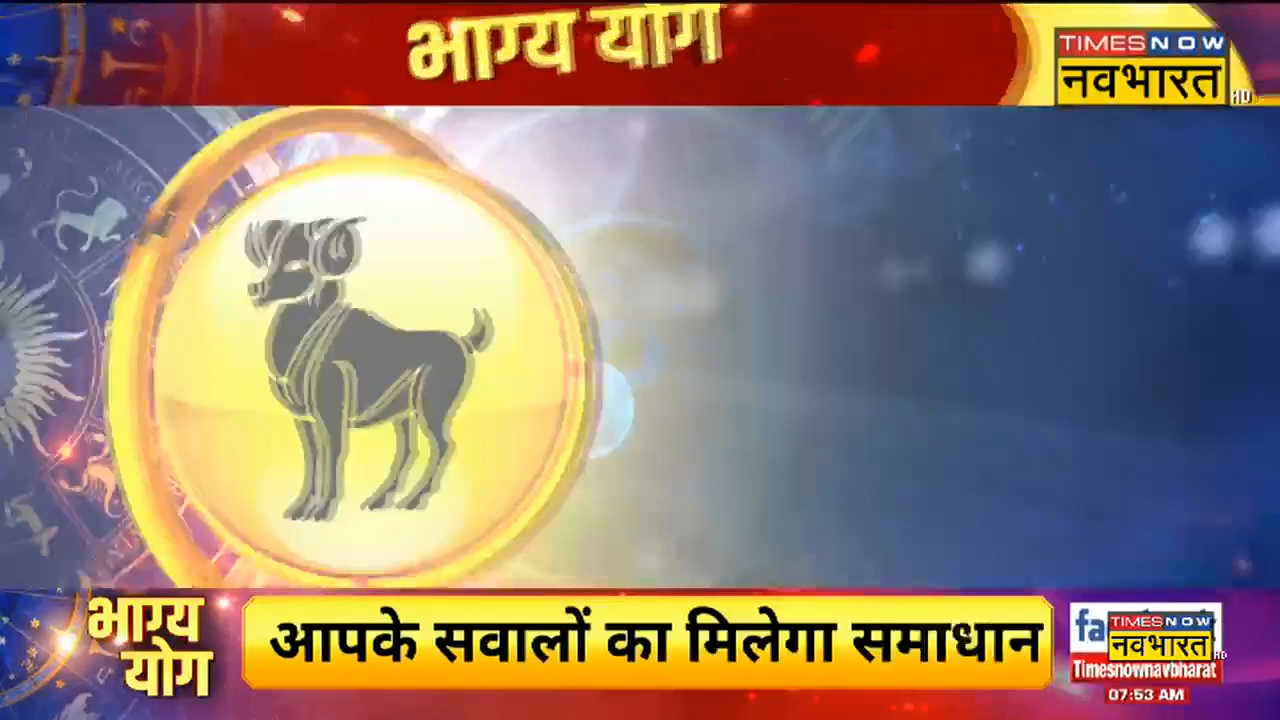 भाग्य योग
TIMES NOW
नवभारत
HD
भाग्य
योग
आपके सवालों का मिलेगा समाधान
TIMES NOW
नवभारत
HD
Timesnownavbharat
07:53 AM